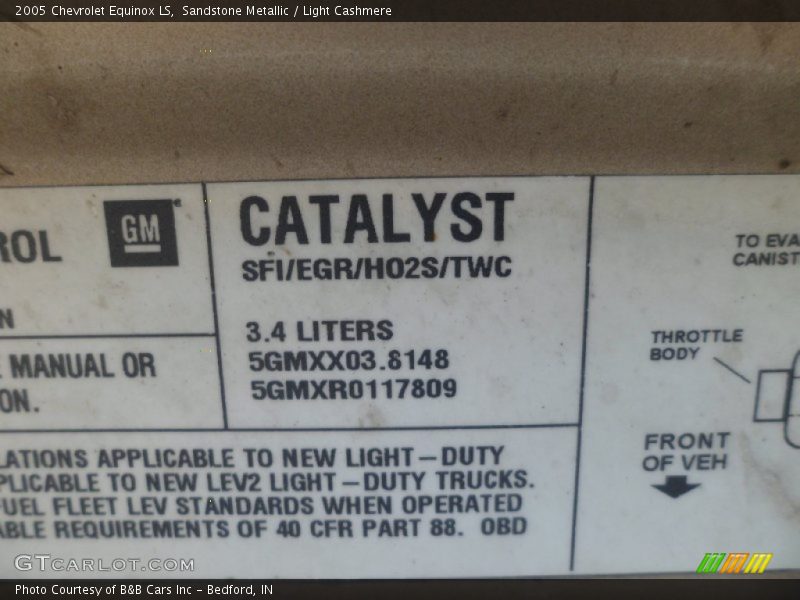 2005 Chevrolet Equinox LS,  Sandstone Metallic / Light Cashmere
ROL
GM
N
E MANUAL OR
ON.
CATALYST
SFI/EGR/HO2S/TWC
3.4 LITERS
5GMXX03.8148
5GMXR0117809
TO EVA
CANIST
THROTTLE
BODY
FRONT
OF VEH
LATIONS APPLICABLE TO NEW LIGHT-DUTY
PLICABLE TO NEW LEV2 LIGHT-DUTY TRUCKS.
FUEL FLEET LEV STANDARDS WHEN OPERATED
ABLE REQUIREMENTS OF 40 CFR PART 88. OBD
GTCARLOT.COM
Photo Courtesy of B&B Cars Inc - Bedford, IN